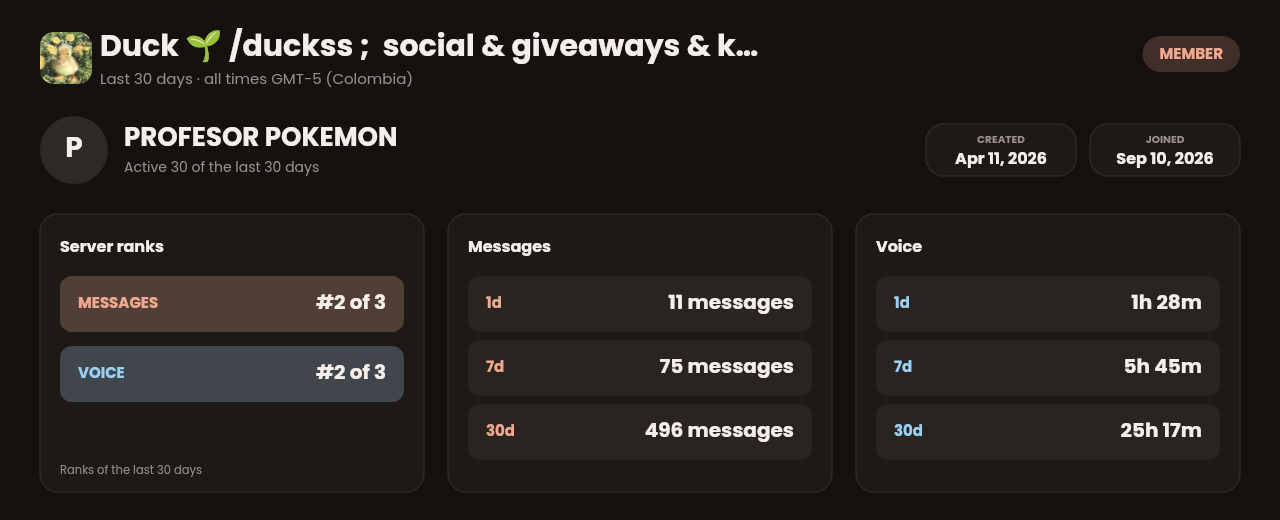 Duck 🌱 /duckss ;  social & giveaways & k...
Last 30 days · all times GMT-5 (Colombia)
MEMBER
P
PROFESOR POKEMON
Active 30 of the last 30 days
CREATED
Apr 11, 2026
JOINED
Sep 10, 2026
Server ranks
MESSAGES #2 of 3
VOICE #2 of 3
Ranks of the last 30 days
Messages
1d 11 messages
7d 75 messages
30d 496 messages
Voice
1d 1h 28m
7d 5h 45m
30d 25h 17m